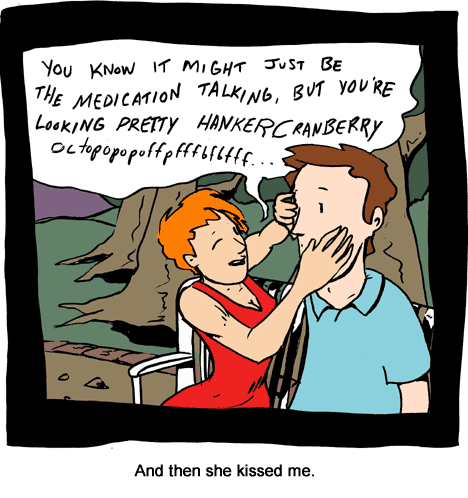 YOU KNOW IT MIGHT JUST BE
THE MEDICATION TALKING, BUT YOU'RE
LOOKING PRETTY HANKERCRANBERRY
Octopopopoffpfffbfbfff...
And then she kissed me.